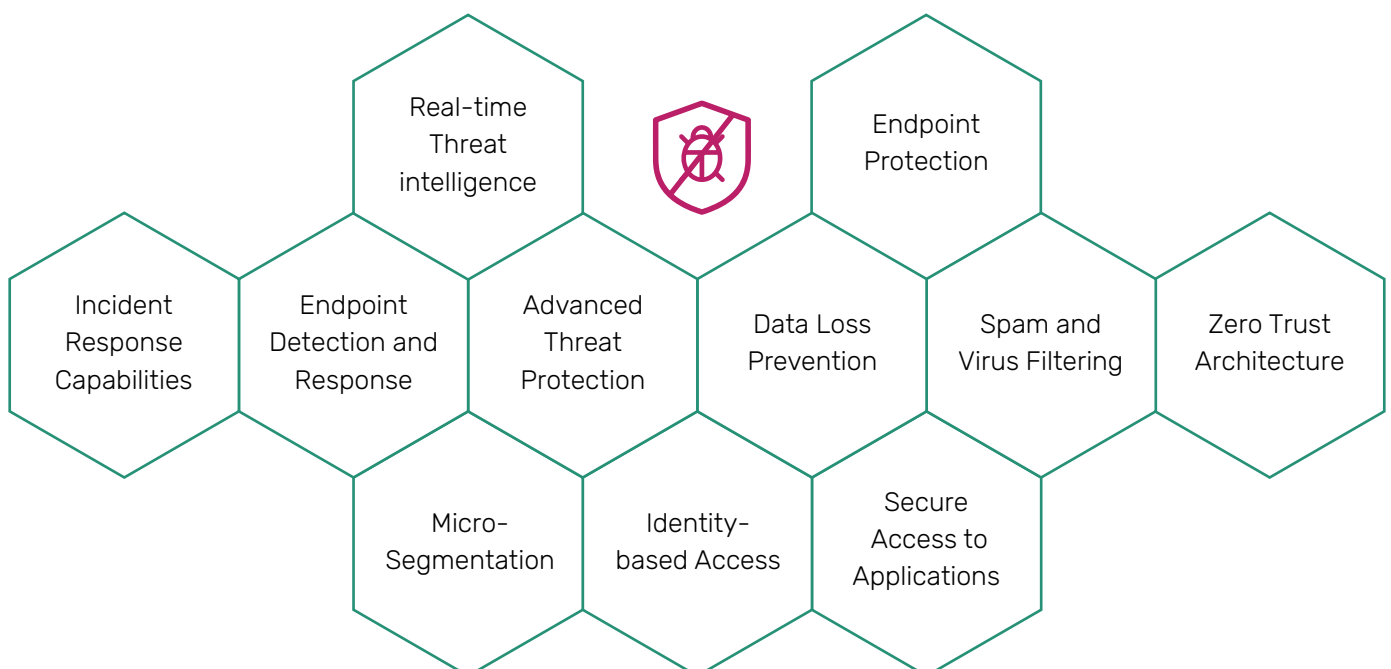 Real-time
Threat
intelligence
Endpoint
Protection
Incident
Response
Capabilities
Endpoint
Detection and
Response
Advanced
Threat
Protection
Data Loss
Prevention
Spam and
Virus Filtering
Zero Trust
Architecture
Micro-
Segmentation
Identity-
based Access
Secure
Access to
Applications